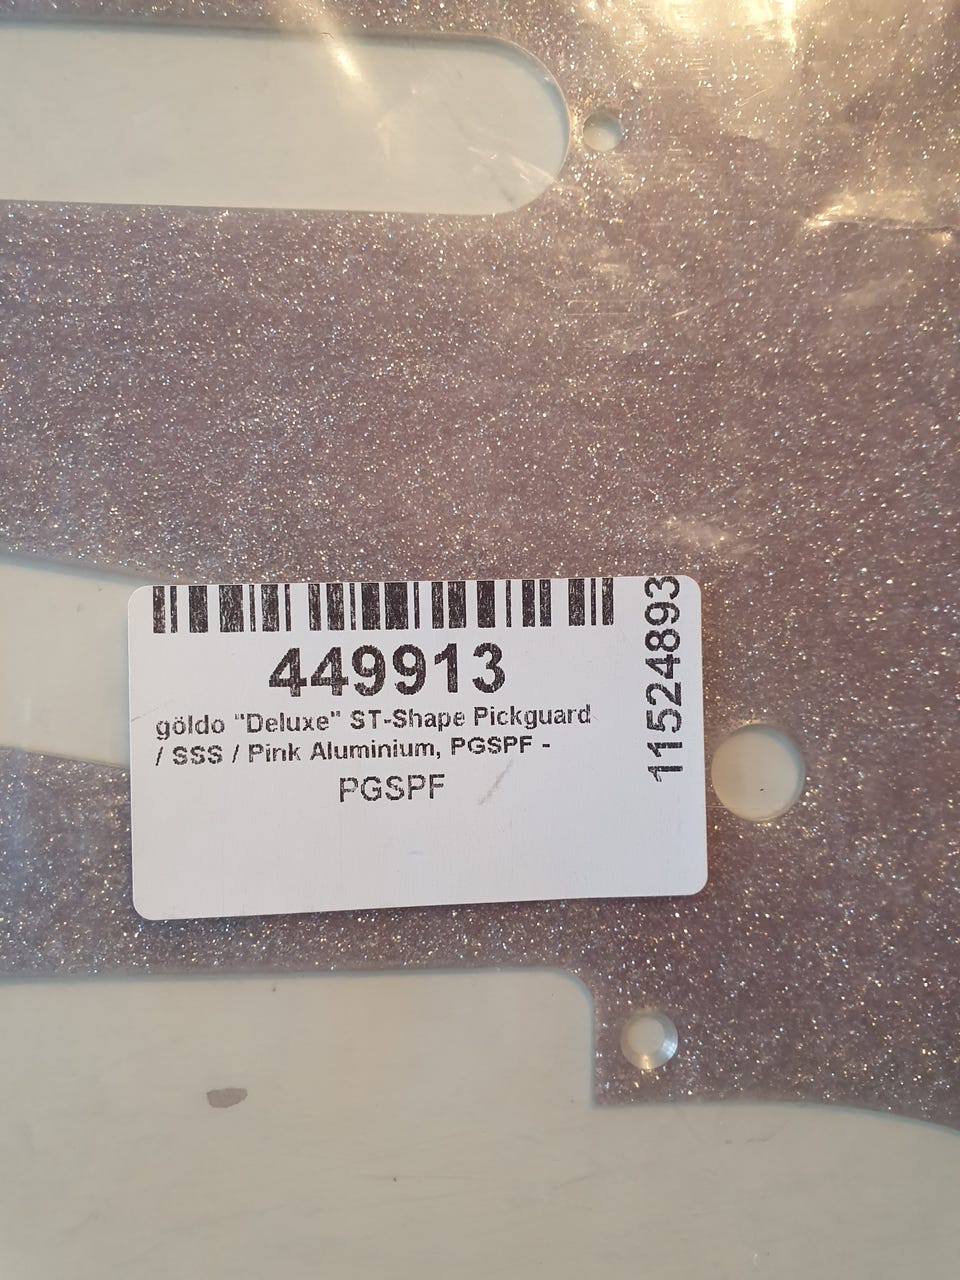 449913
göldo "Deluxe" ST-Shape Pickguard
/ SSS / Pink Aluminium, PGSPF -
PGSPF
11524893